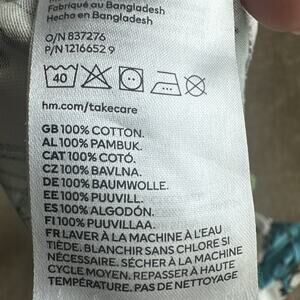 Fabriqué au Bangladesh
Hecho en Bangladesh
O/N 837276
P/N 1216652 9
40
hm.com/takecare
GB 100% COTTON.
AL 100% PAMBUK.
CAT 100% COTÓ.
CZ 100% BAVLNA.
DE 100% BAUMWOLLE.
EE 100% PUUVILL.
ES 100% ALGODÓN.
FI 100% PUUVILLAA.
FR LAVER À LA MACHINE À L'EAU
TIÈDE. BLANCHIR SANS CHLORE SI
NÉCESSAIRE. SÉCHER À LA MACHINE
CYCLE MOYEN. REPASSER À HAUTE
TEMPÉRATURE. PAS DE NETTOYAGE